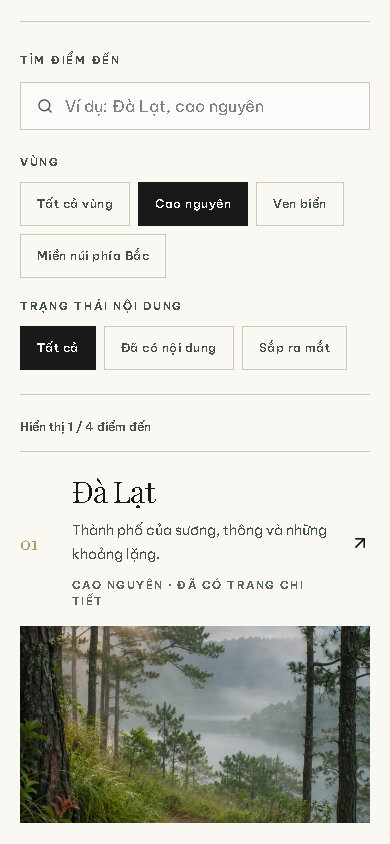 TÌM ĐIỂM ĐẾN
Ví dụ: Đà Lạt, cao nguyên
VÙNG
Tất cả vùng
Cao nguyên
Ven biển
Miền núi phía Bắc
TRẠNG THÁI NỘI DUNG
Tất cả
Đã có nội dung
Sắp ra mắt
Hiển thị 1 / 4 điểm đến
Đà Lạt
01
Thành phố của sương, thông và những
khoảng lặng.
CAO NGUYÊN · ĐÃ CÓ TRANG CHI
TIẾT